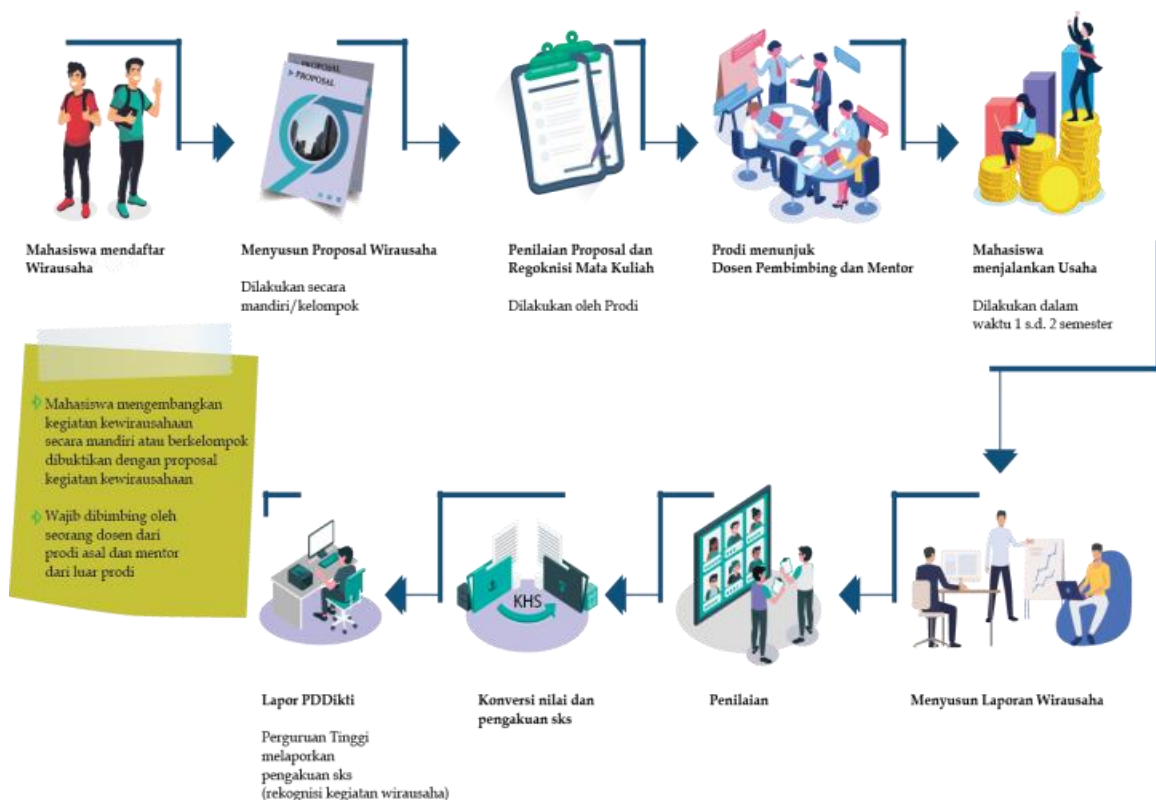 PROPOSAL
PROPOSAL
Mahasiswa mendaftar
Wirausaha
Menyusun Proposal Wirausaha
Dilakukan secara
mandiri/kelompok
Penilaian Proposal dan
Regoknisi Mata Kuliah
Dilakukan oleh Prodi
Prodi menunjuk
Dosen Pembimbing dan Mentor
Mahasiswa
menjalankan Usaha
Dilakukan dalam
waktu 1 s.d. 2 semester
Mahasiswa mengembangkan
kegiatan kewirausahaan
secara mandiri atau berkelompok
dibuktikan dengan proposal
kegiatan kewirausahaan
Wajib dibimbing oleh
seorang dosen dari
prodi asal dan mentor
dari luar prodi
KHS
Lapor PDDikti
Perguruan Tinggi
melaporkan
pengakuan sks
(rekognisi kegiatan wirausaha)
Konversi nilai dan
pengakuan sks
Penilaian
Menyusun Laporan Wirausaha